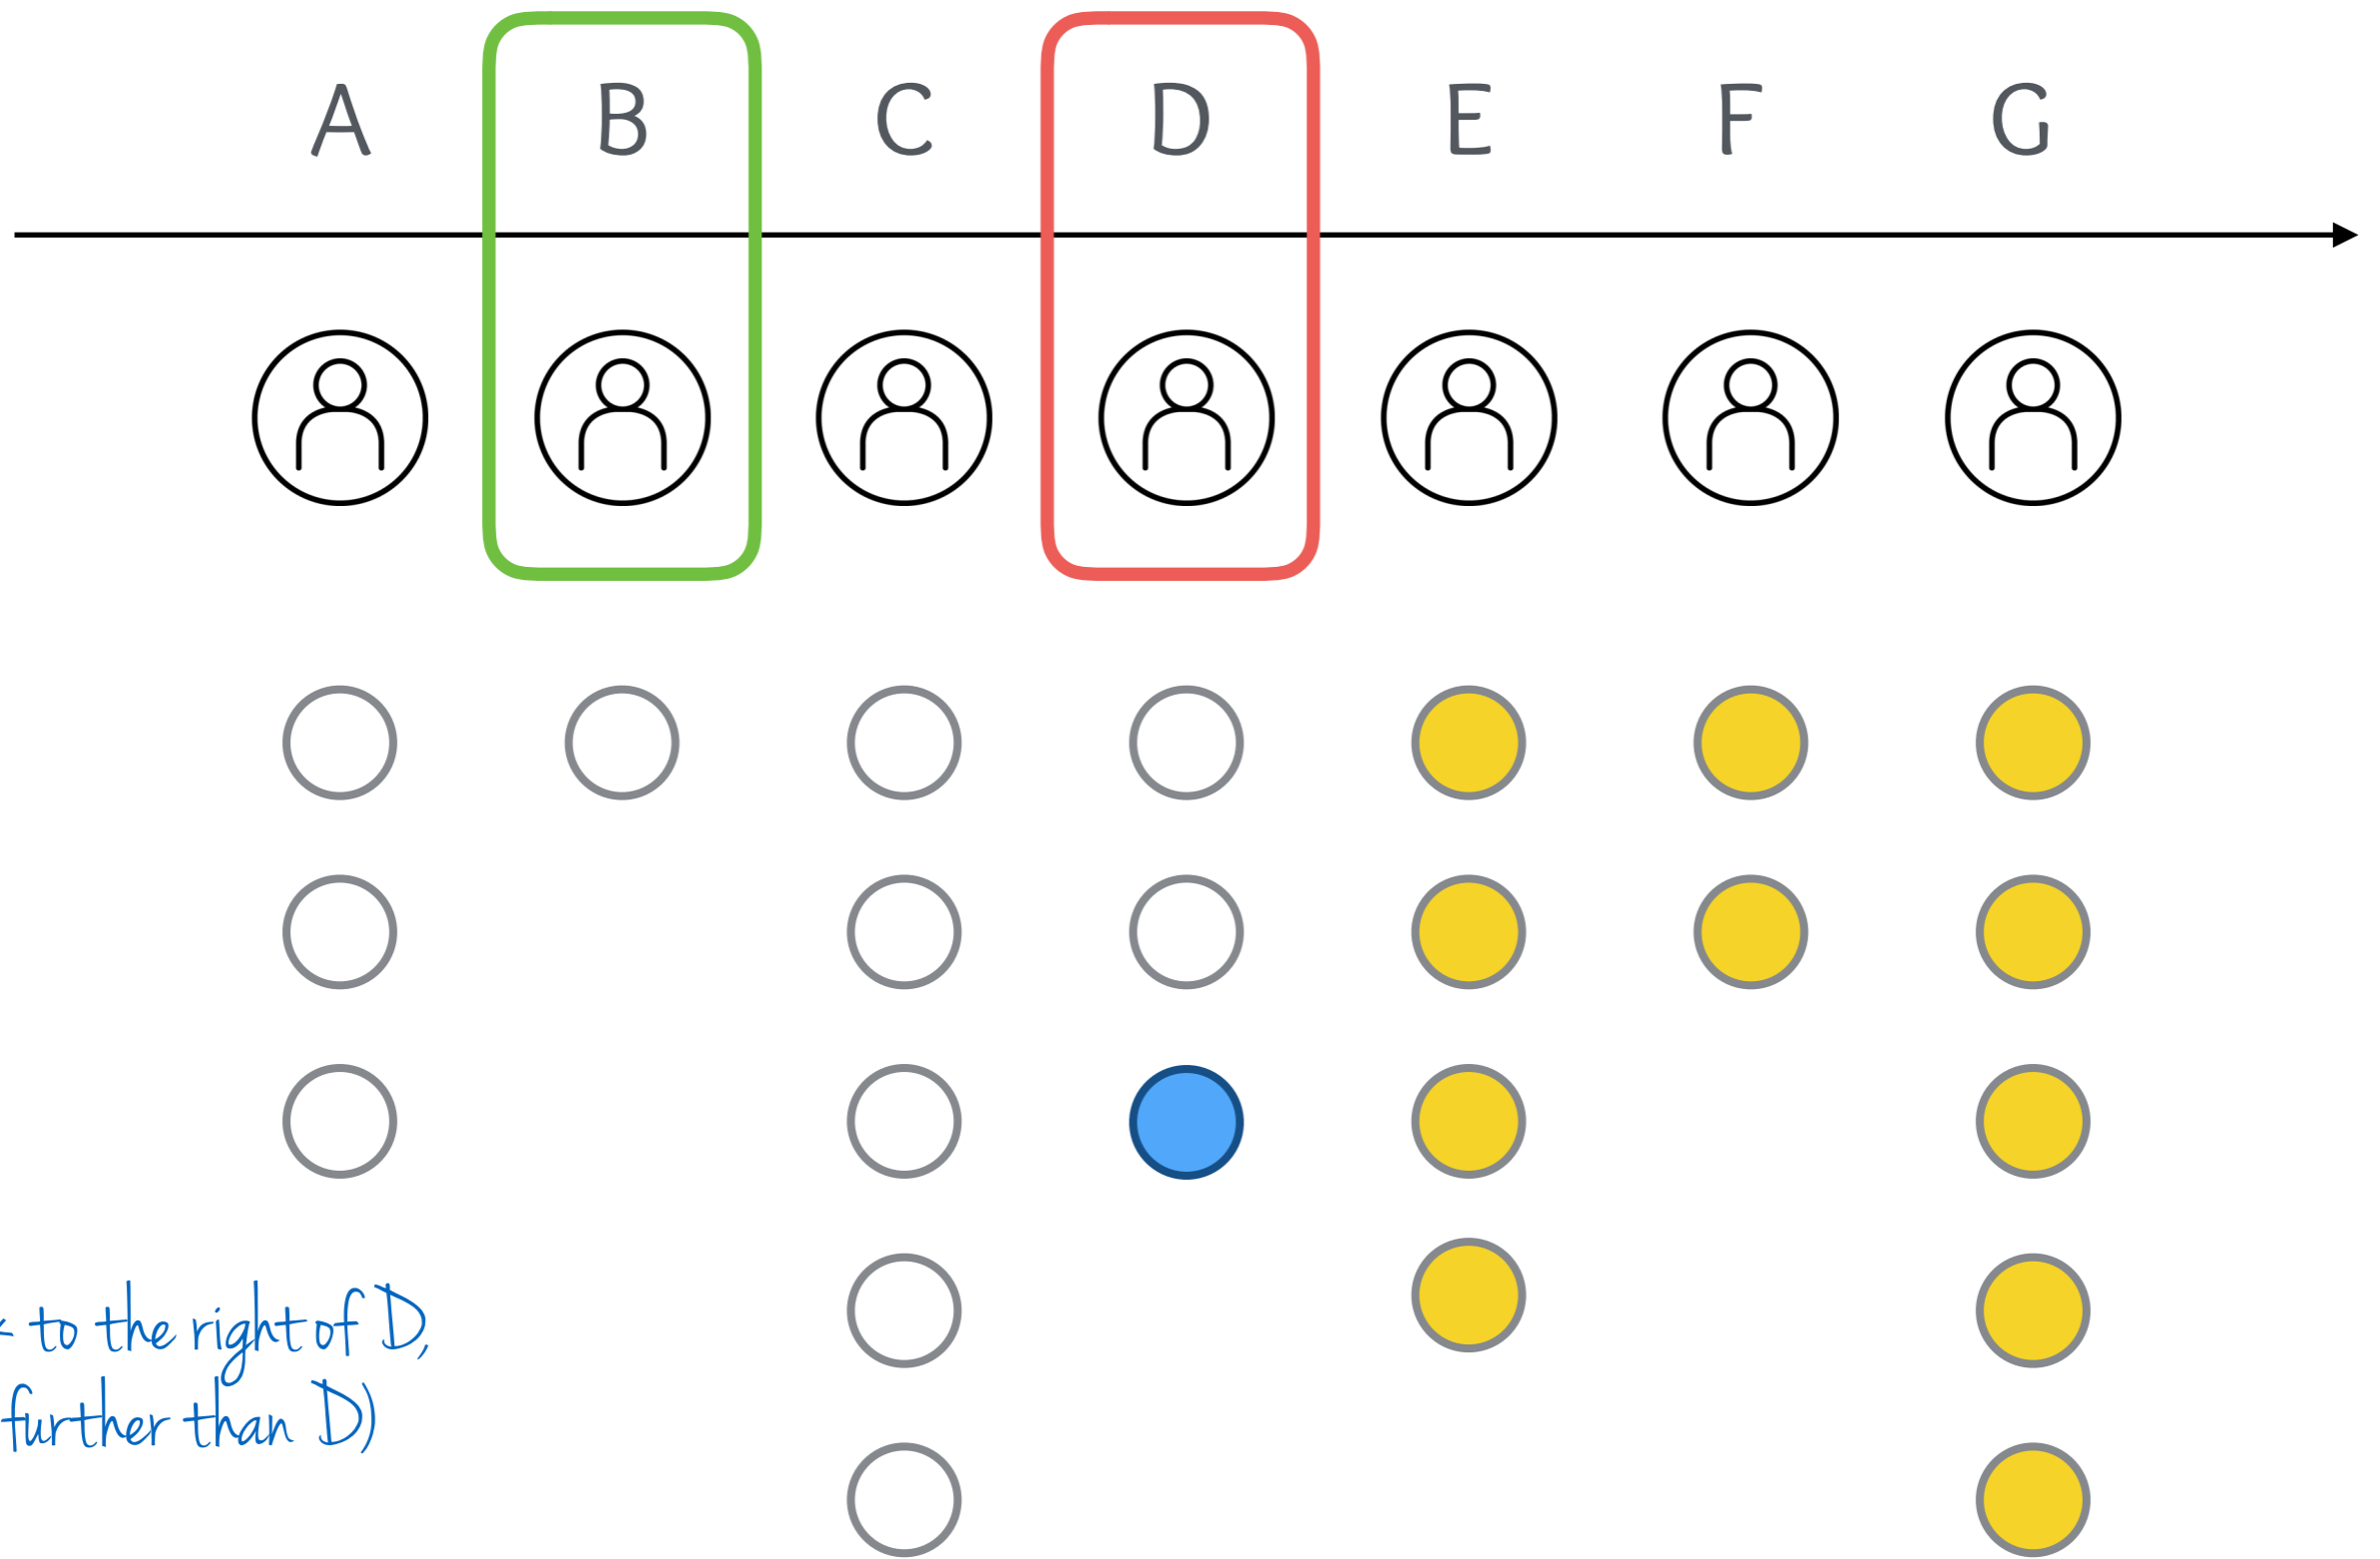 A B C D E F G
to the right of D,
further than D)